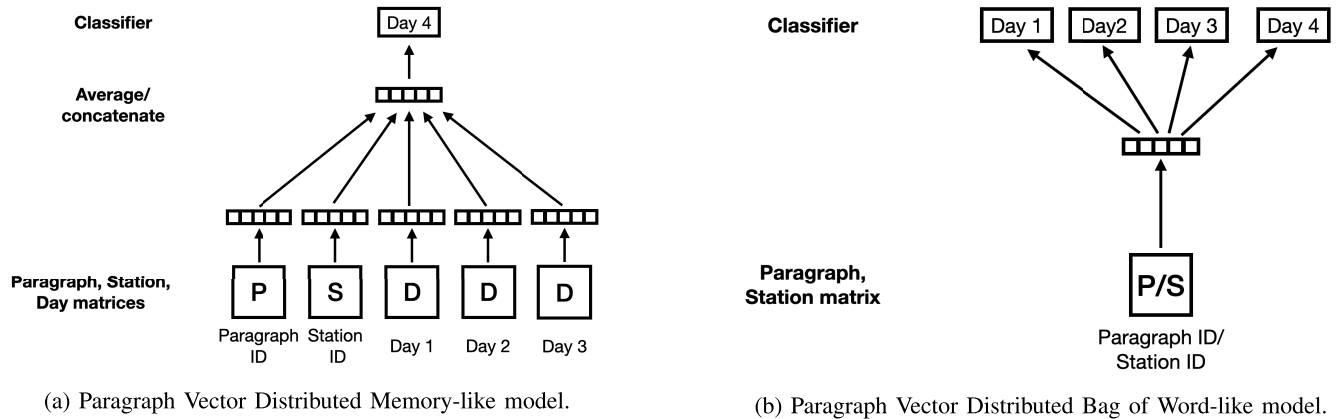 Classifier
Day 4
Average/
concatenate
Paragraph, Station,
Day matrices
P
S
D
D
D
Paragraph
ID
Station
ID
Day 1
Day 2
Day 3
(a) Paragraph Vector Distributed Memory-like model.
Classifier
Day 1
Day2
Day 3
Day 4
Paragraph,
Station matrix
P/S
Paragraph ID/
Station ID
(b) Paragraph Vector Distributed Bag of Word-like model.